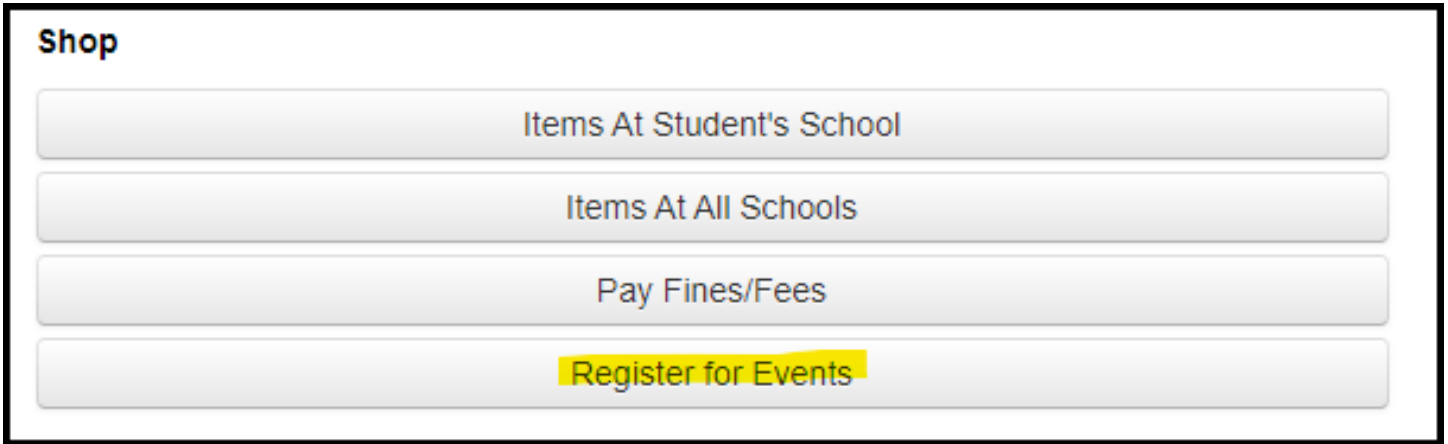 Shop
Items At Student's School
Items At All Schools
Pay Fines/Fees
Register for Events